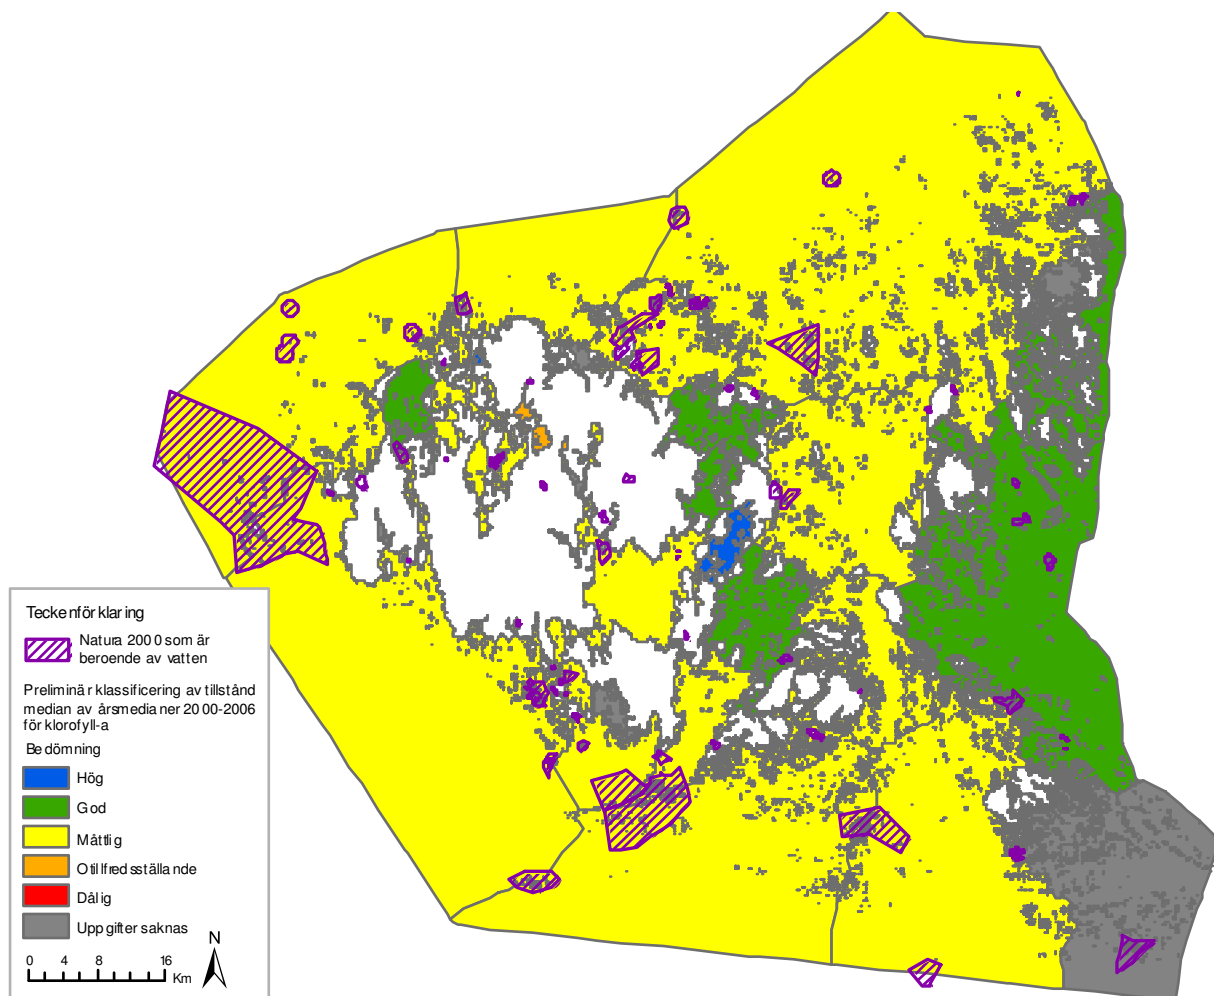 Teckenförklaring
Natura 2000 som är
beroende av vatten
Preliminär klassificering av tillstånd
median av årsmedianer 2000-2006
för klorofyll-a
Bedömning
Hög
God
Måttlig
Otillfredsställande
Dålig
Uppgifter saknas
N
0 4 8 16
Km